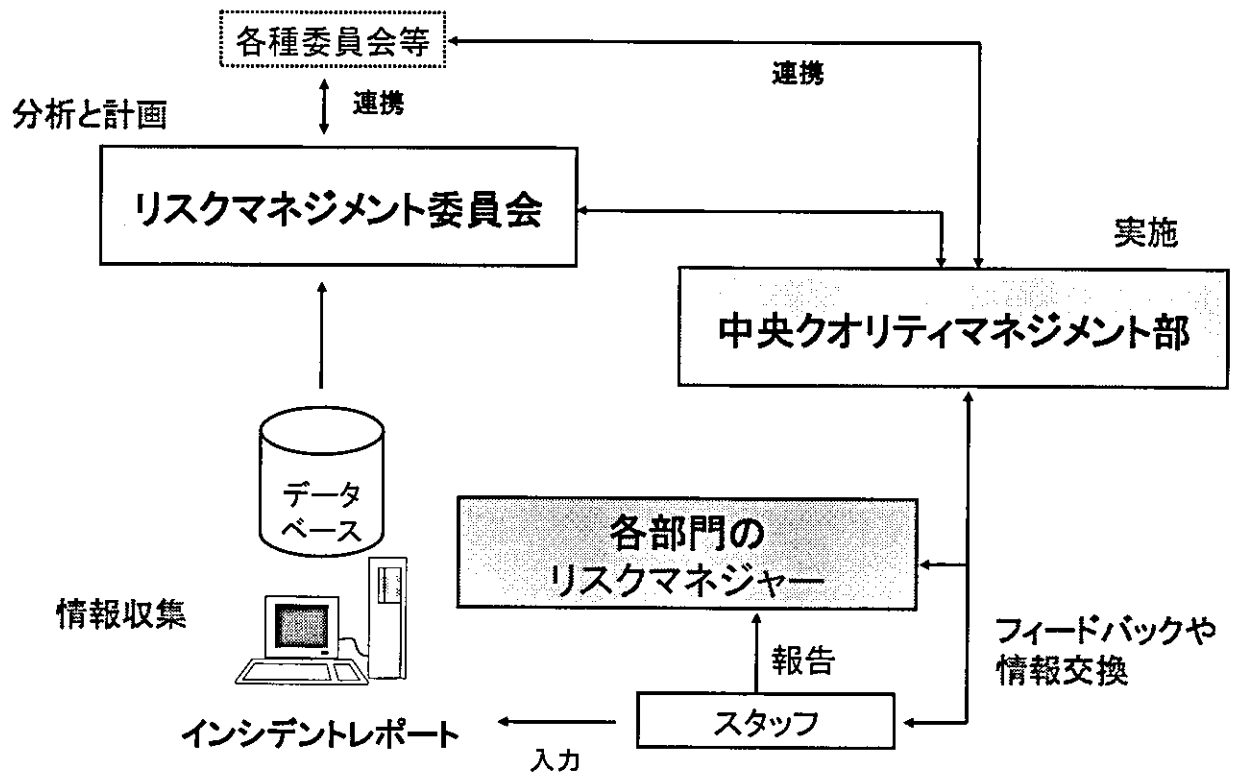 各種委員会等
連携
連携
分析と計画
リスクマネジメント委員会
実施
中央クオリティマネジメント部
データ
ベース
各部門の
リスクマネジャー
情報収集
フィードバックや
情報交換
報告
スタッフ
インシデントレポート
入力